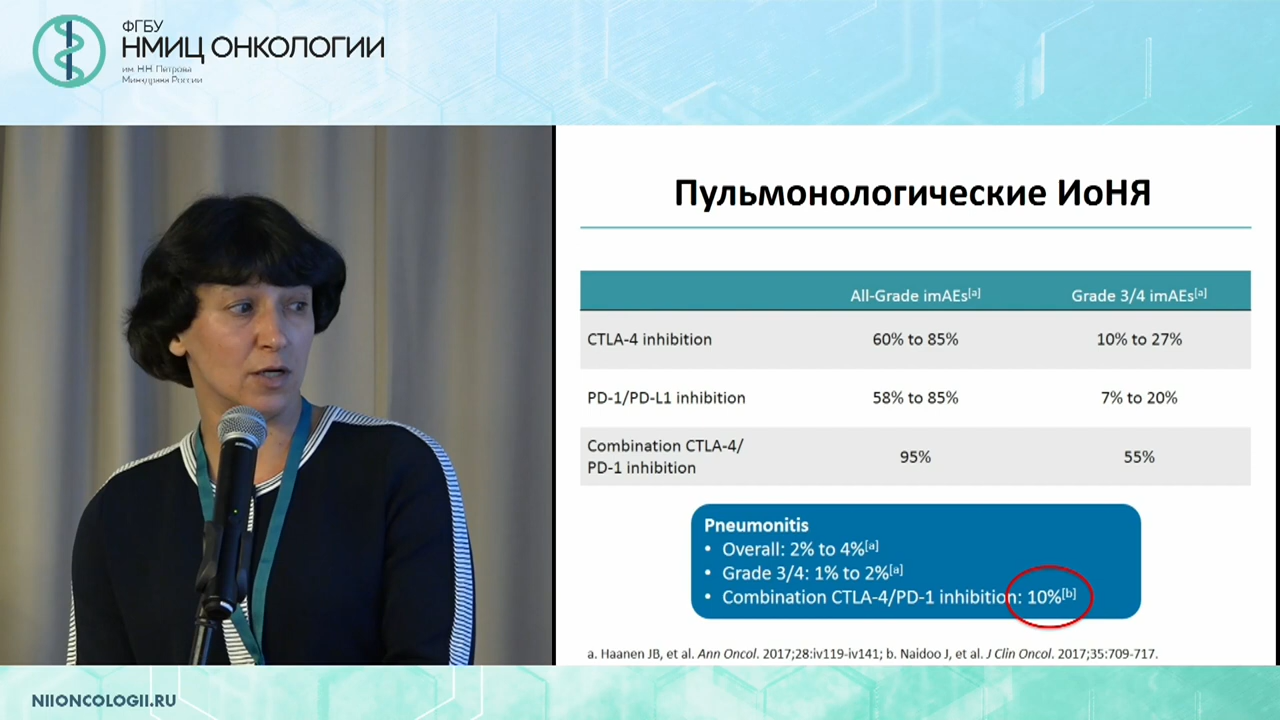 ФГБУ
НМИЦ ОНКОЛОГИИ
им. Н.Н. Петрова
Минздрава России
Пульмонологические ИоНЯ
All-Grade imAEs[a]
Grade 3/4 imAEs[a]
CTLA-4 inhibition
60% to 85%
10% to 27%
PD-1/PD-L1 inhibition
58% to 85%
7% to 20%
Combination CTLA-4/
PD-1 inhibition
95%
55%
Pneumonitis
• Overall: 2% to 4%[a]
• Grade 3/4: 1% to 2%[a]
• Combination CTLA-4/PD-1 inhibition: 10%[b]
a. Haanen JB, et al. Ann Oncol. 2017;28:iv119-iv141; b. Naidoo J, et al. J Clin Oncol. 2017;35:709-717.
NIIONCOLOGII.RU